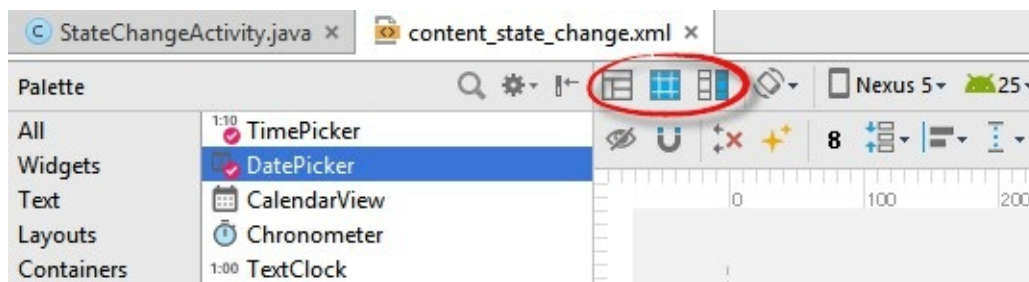 C StateChangeActivity.java × content_state_change.xml ×
Palette Nexus 5 25
All 1:10 TimePicker 8
Widgets DatePicker
Text CalendarView 0 100 200
Layouts Chronometer
Containers 1:00 TextClock